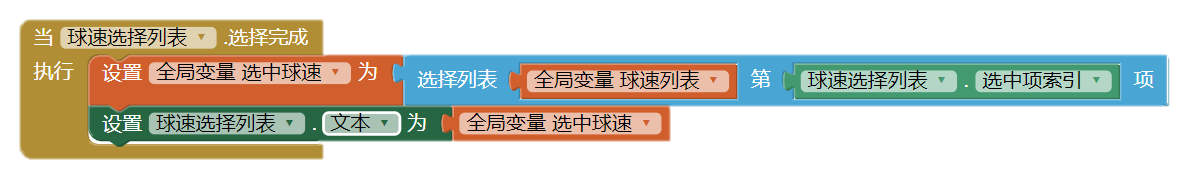 当 球速选择列表 .选择完成
执行 设置 全局变量 选中球速 为 选择列表 全局变量 球速列表 第 球速选择列表 . 选中项索引 项
设置 球速选择列表 . 文本 为 全局变量 选中球速